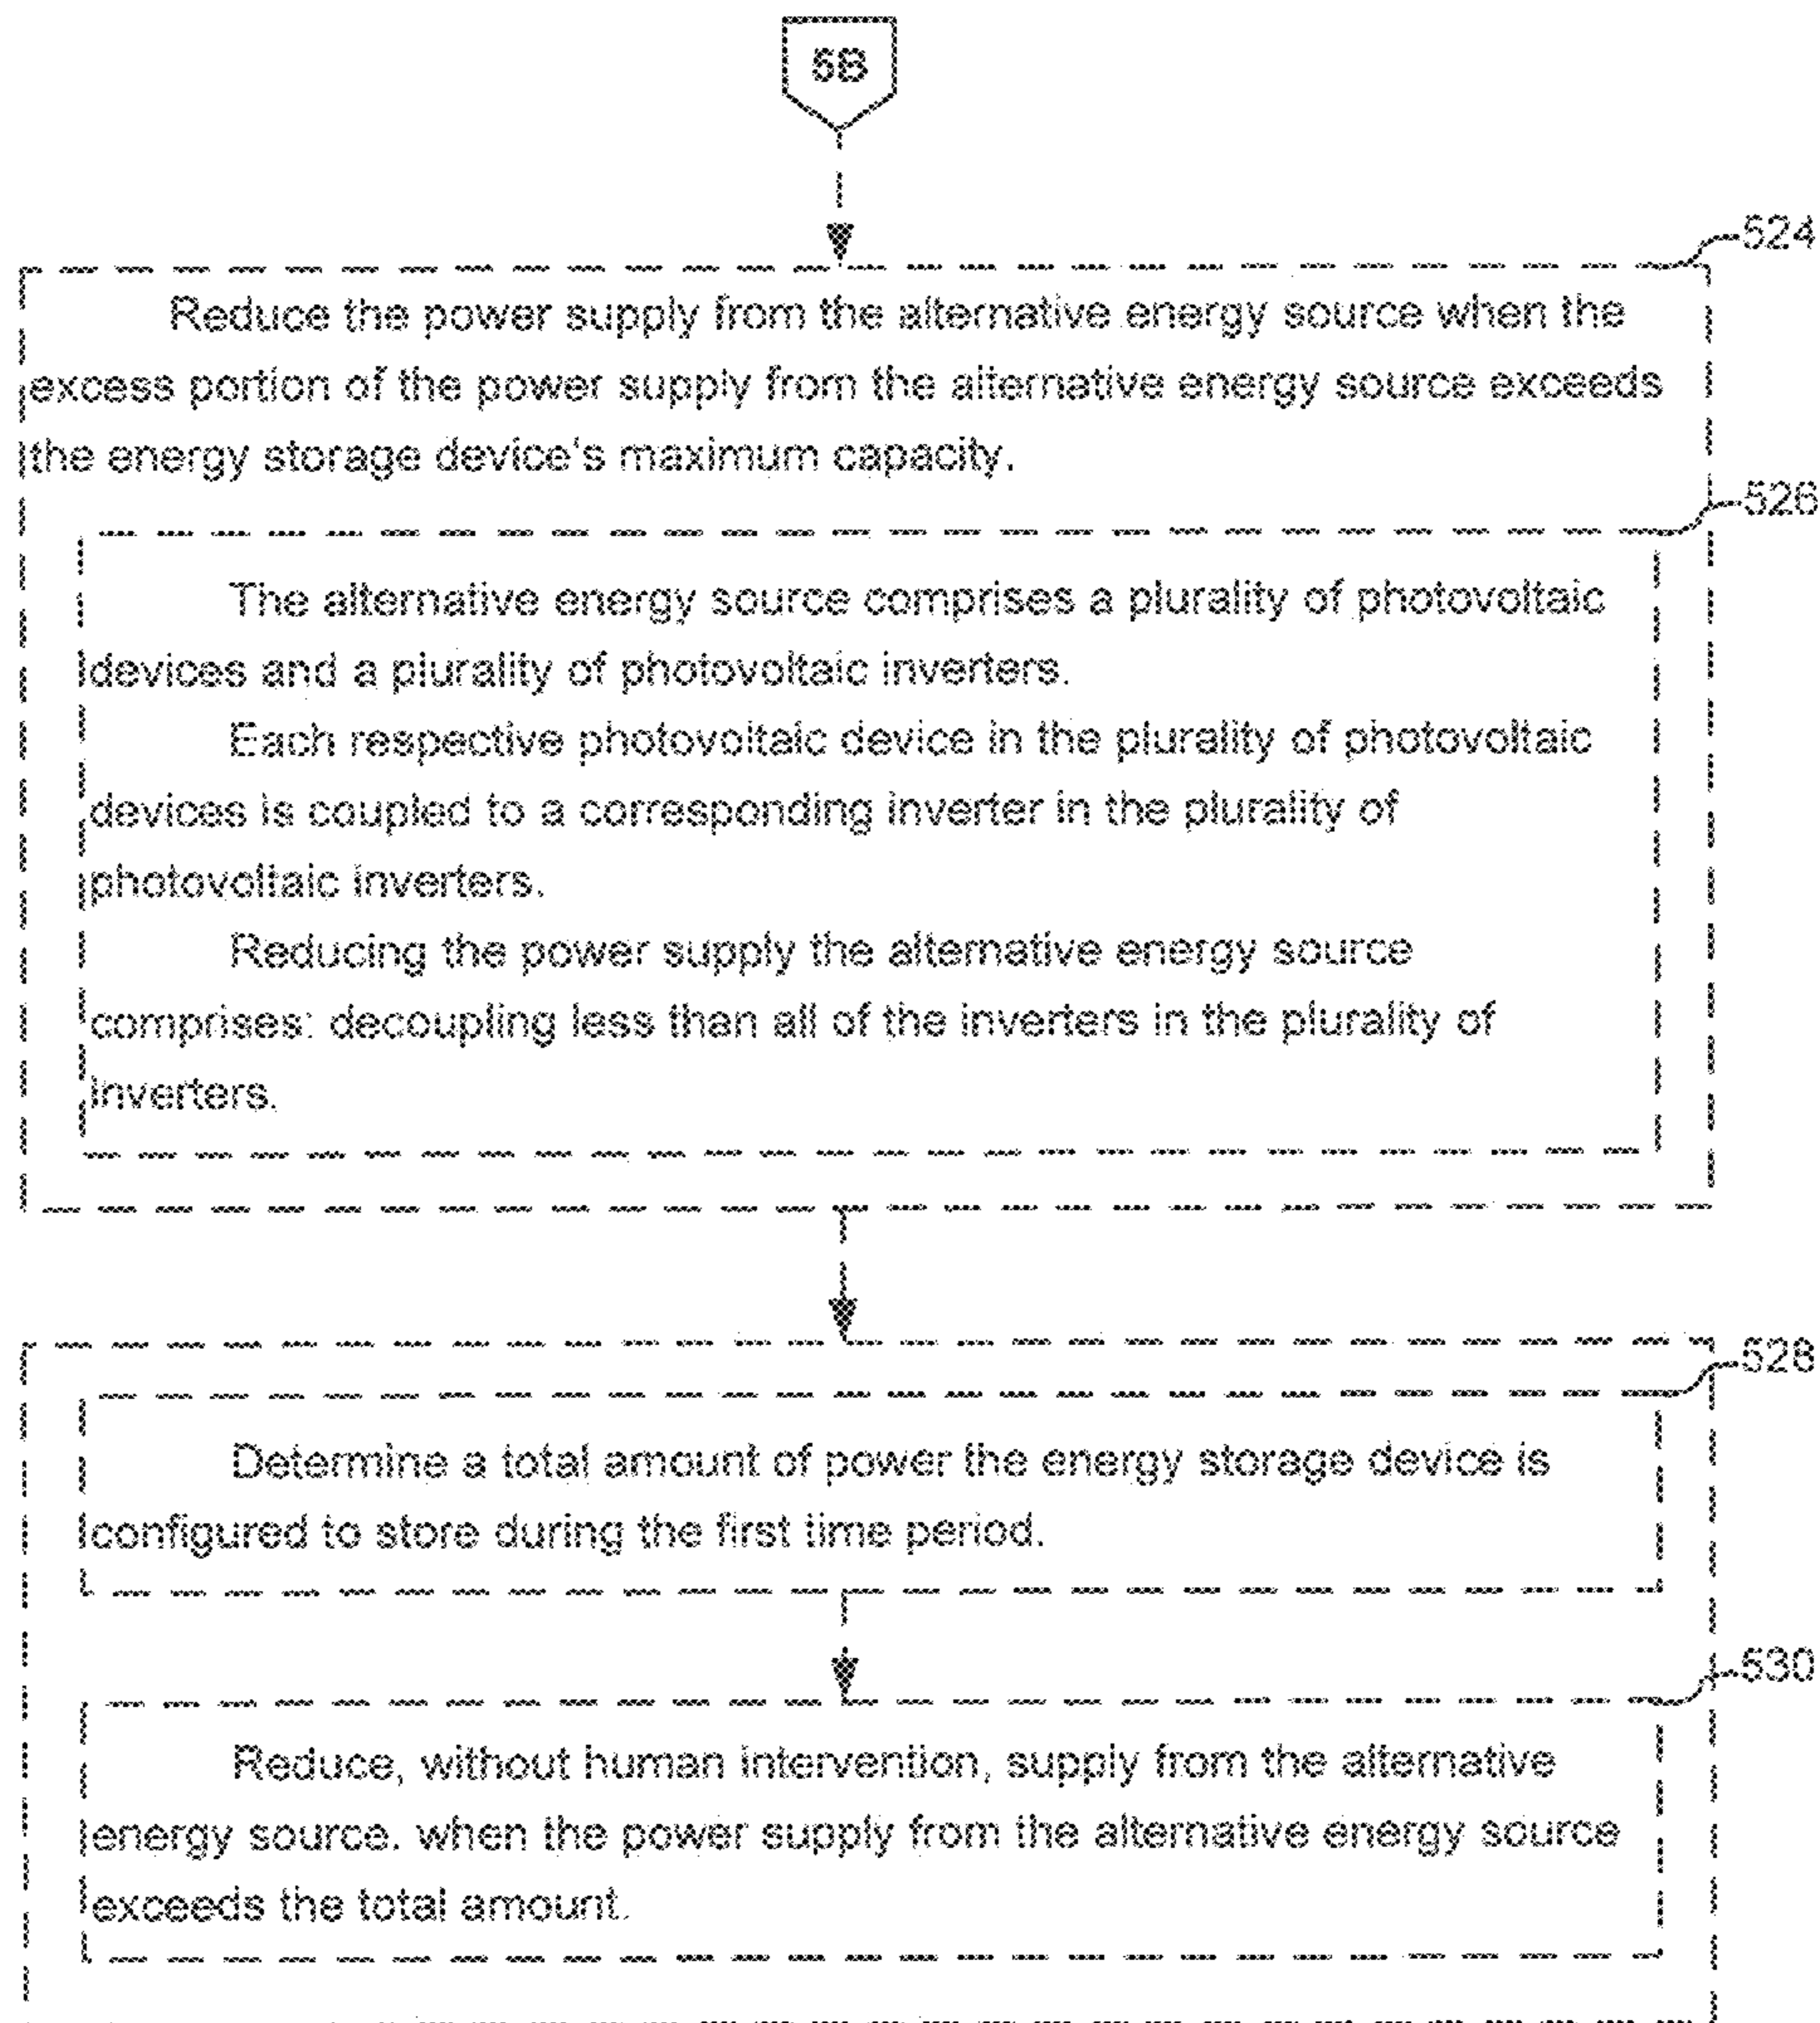 5B
524
Reduce the power supply from the alternative energy source when the
excess portion of the power supply from the alternative energy source exceeds
the energy storage device's maximum capacity.
526
The alternative energy source comprises a plurality of photovoltaic
devices and a plurality of photovoltaic inverters.
Each respective photovoltaic device in the plurality of photovoltaic
devices is coupled to a corresponding inverter in the plurality of
photovoltaic inverters.
Reducing the power supply the alternative energy source
comprises: decoupling less than all of the inverters in the plurality of
inverters.
528
Determine a total amount of power the energy storage device is
configured to store during the first time period.
530
Reduce, without human intervention, supply from the alternative
energy source. when the power supply from the alternative energy source
exceeds the total amount.